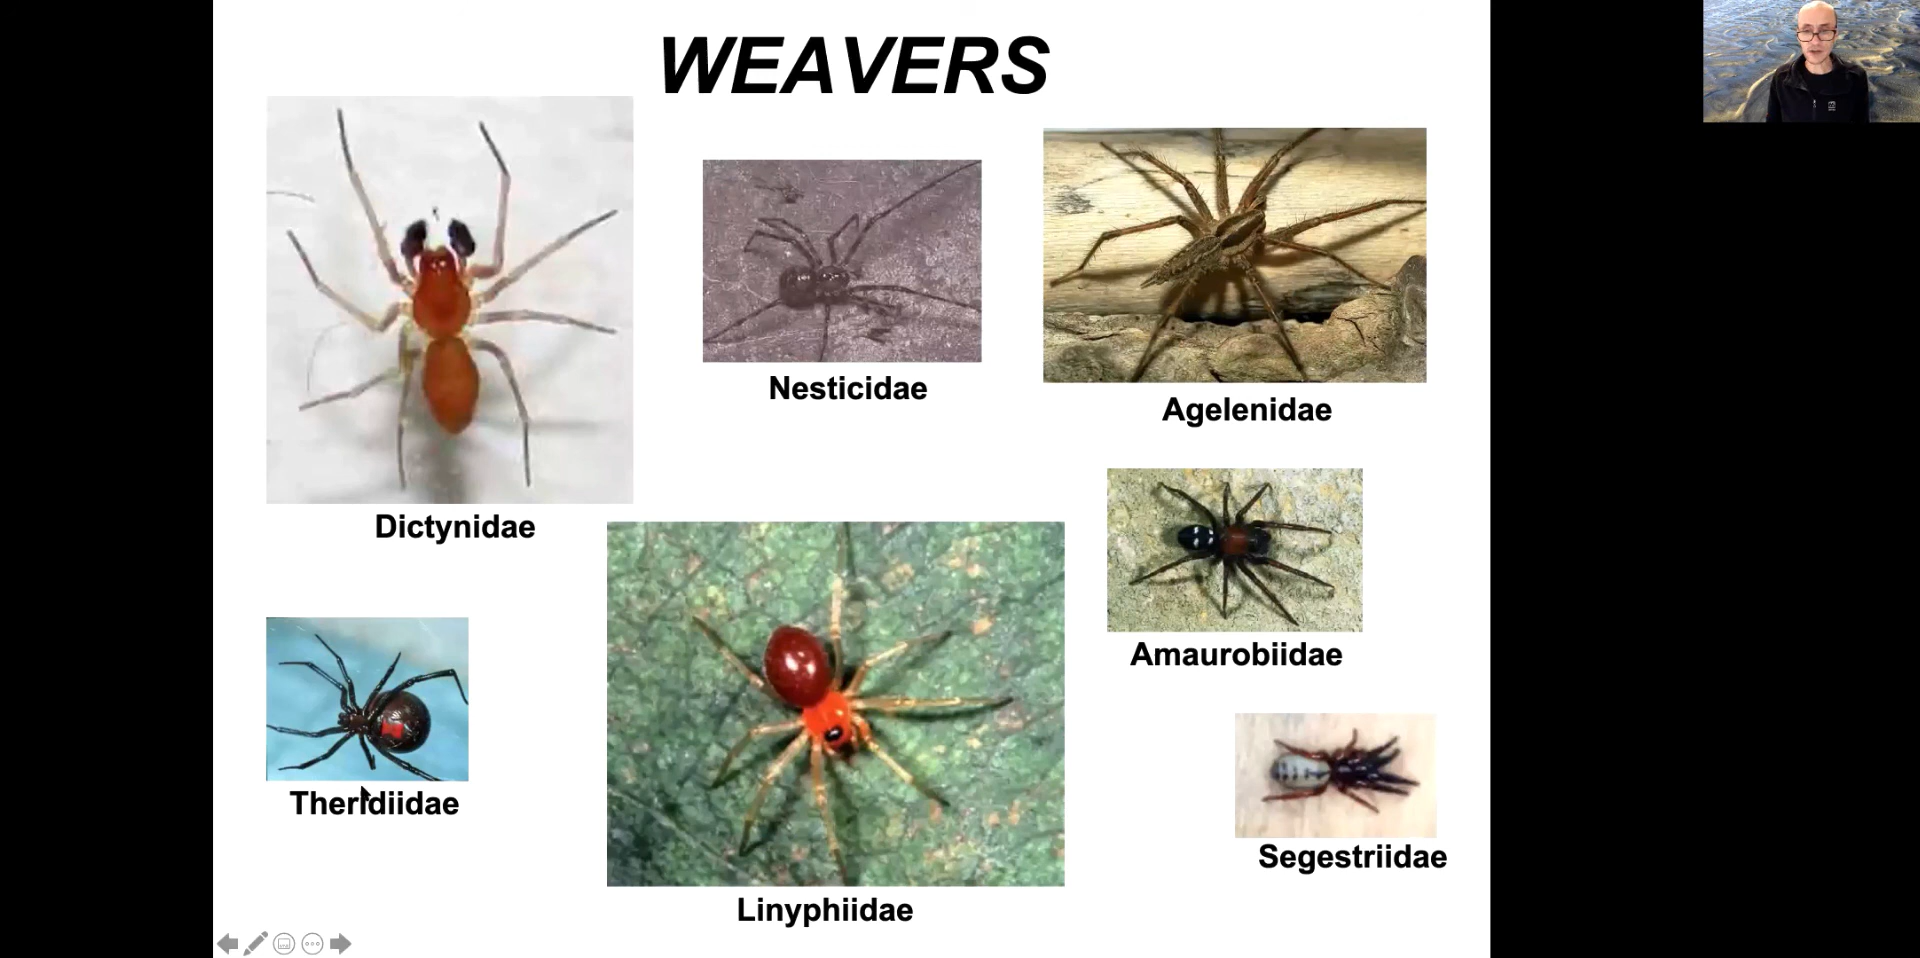 WEAVERS
Nesticidae
Agelenidae
Dictynidae
Amaurobiidae
Theridiidae
Segestriidae
Linyphiidae